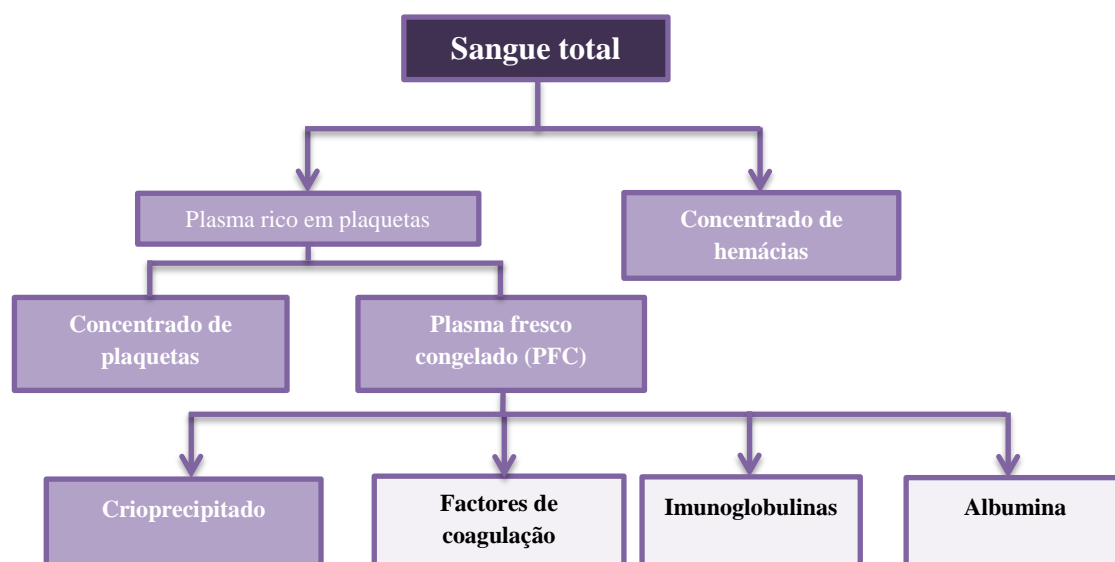 Sangue total
Plasma rico em plaquetas
Concentrado de
hemácias
Concentrado de
plaquetas
Plasma fresco
congelado (PFC)
Crioprecipitado
Factores de
coagulação
Imunoglobulinas
Albumina